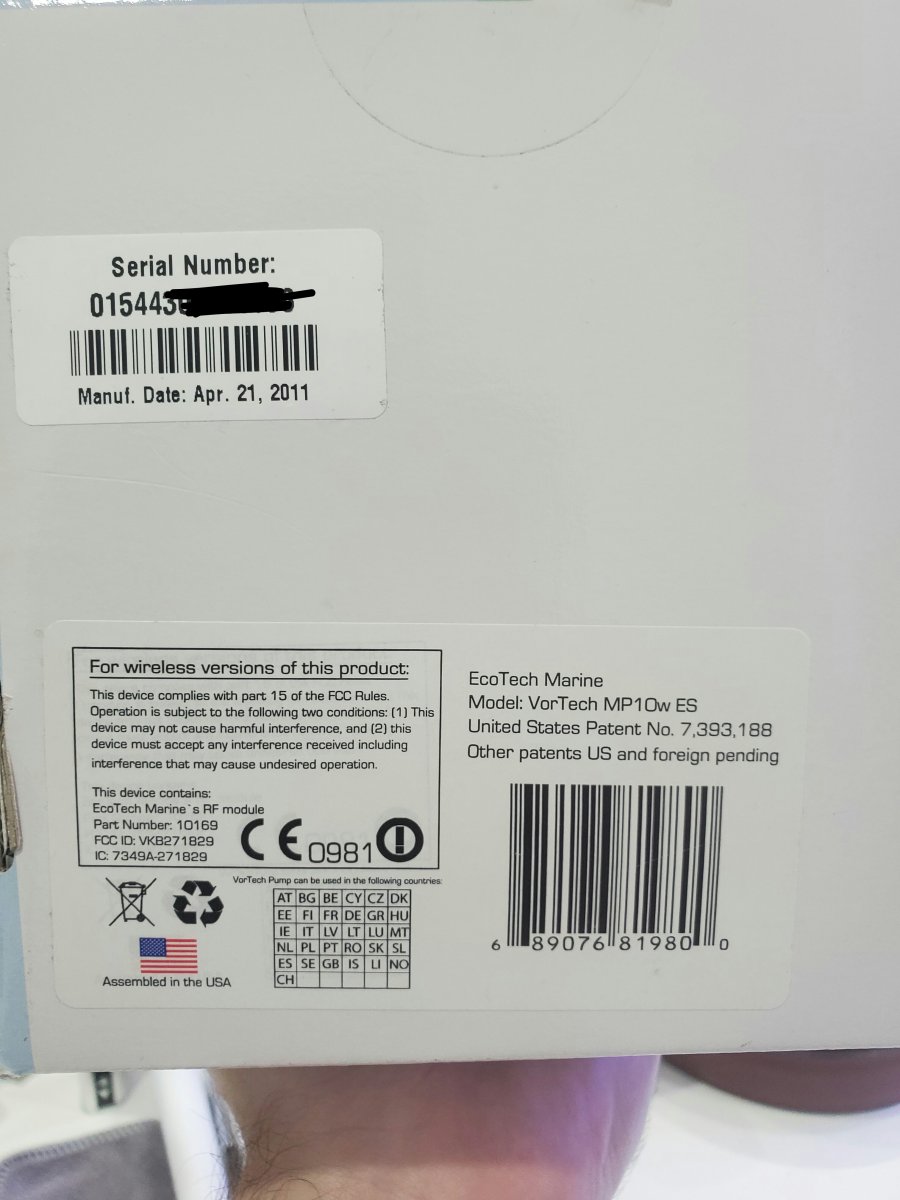 Serial Number:
015443
Manuf. Date: Apr. 21, 2011
For wireless versions of this product:
This device complies with part 15 of the FCC Rules.
Operation is subject to the following two conditions: (1) This
device may not cause harmful interference, and (2) this
device must accept any interference received including
interference that may cause undesired operation.
This device contains:
EcoTech Marine`s RF module
Part Number: 10169
FCC ID: VKB271829
IC: 7349A-271829
CE 0981
VorTech Pump can be used in the following countries:
AT BG BE CY CZ DK
EE FI FR DE GR HU
IE IT LV LT LU MT
NL PL PT RO SK SL
ES SE GB IS LI NO
CH
Assembled in the USA
EcoTech Marine
Model: VorTech MP10w ES
United States Patent No. 7,393,188
Other patents US and foreign pending
6 89076 81980 0